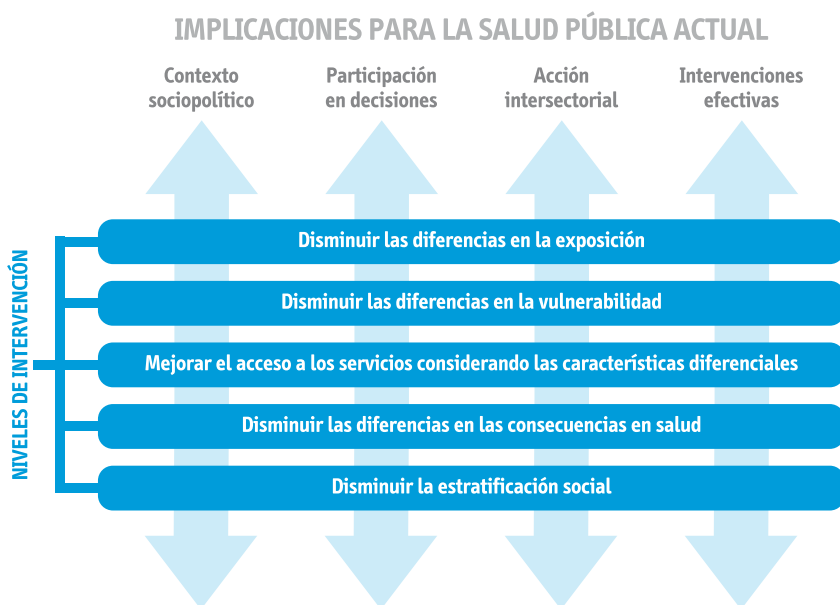 IMPLICACIONES PARA LA SALUD PÚBLICA ACTUAL
Contexto
sociopolítico
Participación
en decisiones
Acción
intersectorial
Intervenciones
efectivas
NIVELES DE INTERVENCIÓN
Disminuir las diferencias en la exposición
Disminuir las diferencias en la vulnerabilidad
Mejorar el acceso a los servicios considerando las características diferenciales
Disminuir las diferencias en las consecuencias en salud
Disminuir la estratificación social